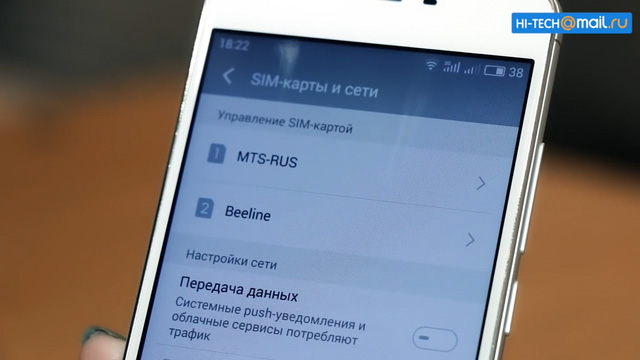 HI-TECH@mail.ru
18:22
38
SIM-карты и сети
Управление SIM-картой
1 MTS-RUS
2 Beeline
Настройки сети
Передача данных
Системные push-уведомления и
облачные сервисы потребляют
трафик